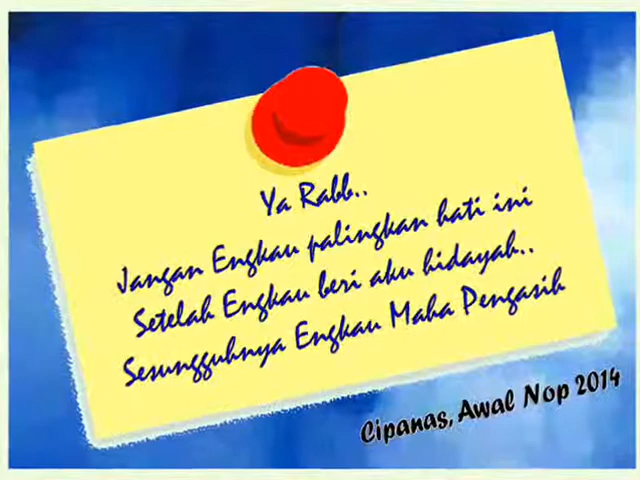 Ya Rabb..
Jangan Engkau palingkan hati ini
Setelah Engkau beri aku hidayah..
Sesungguhnya Engkau Maha Pengasih
Cipanas, Awal Nop 2014